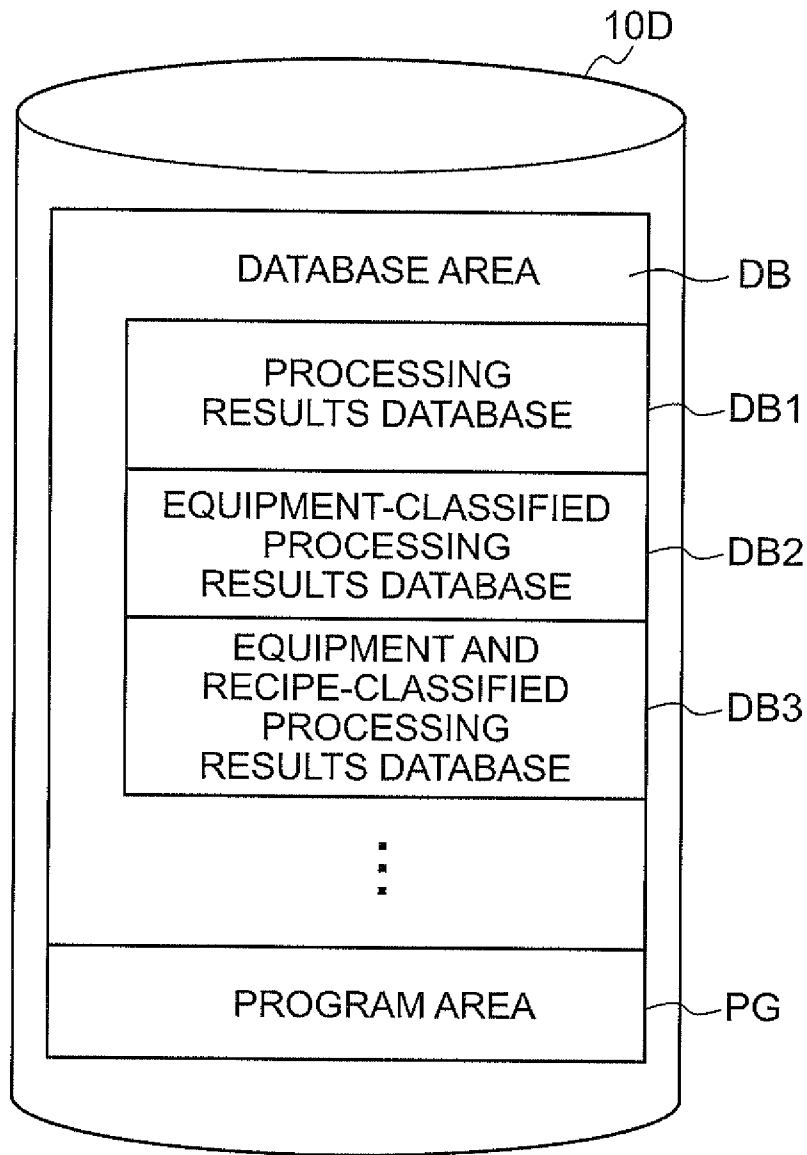 10D
DATABASE AREA
DB
PROCESSING
RESULTS DATABASE
DB1
EQUIPMENT-CLASSIFIED
PROCESSING
RESULTS DATABASE
DB2
EQUIPMENT AND
RECIPE-CLASSIFIED
PROCESSING
RESULTS DATABASE
DB3
PROGRAM AREA
PG